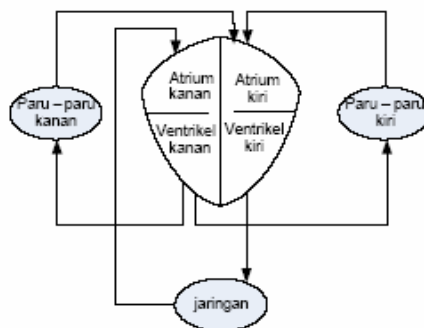 Atrium
kanan
Atrium
kiri
Paru – paru
kanan
Ventrikel
kanan
Ventrikel
kiri
Paru – paru
kiri
jaringan